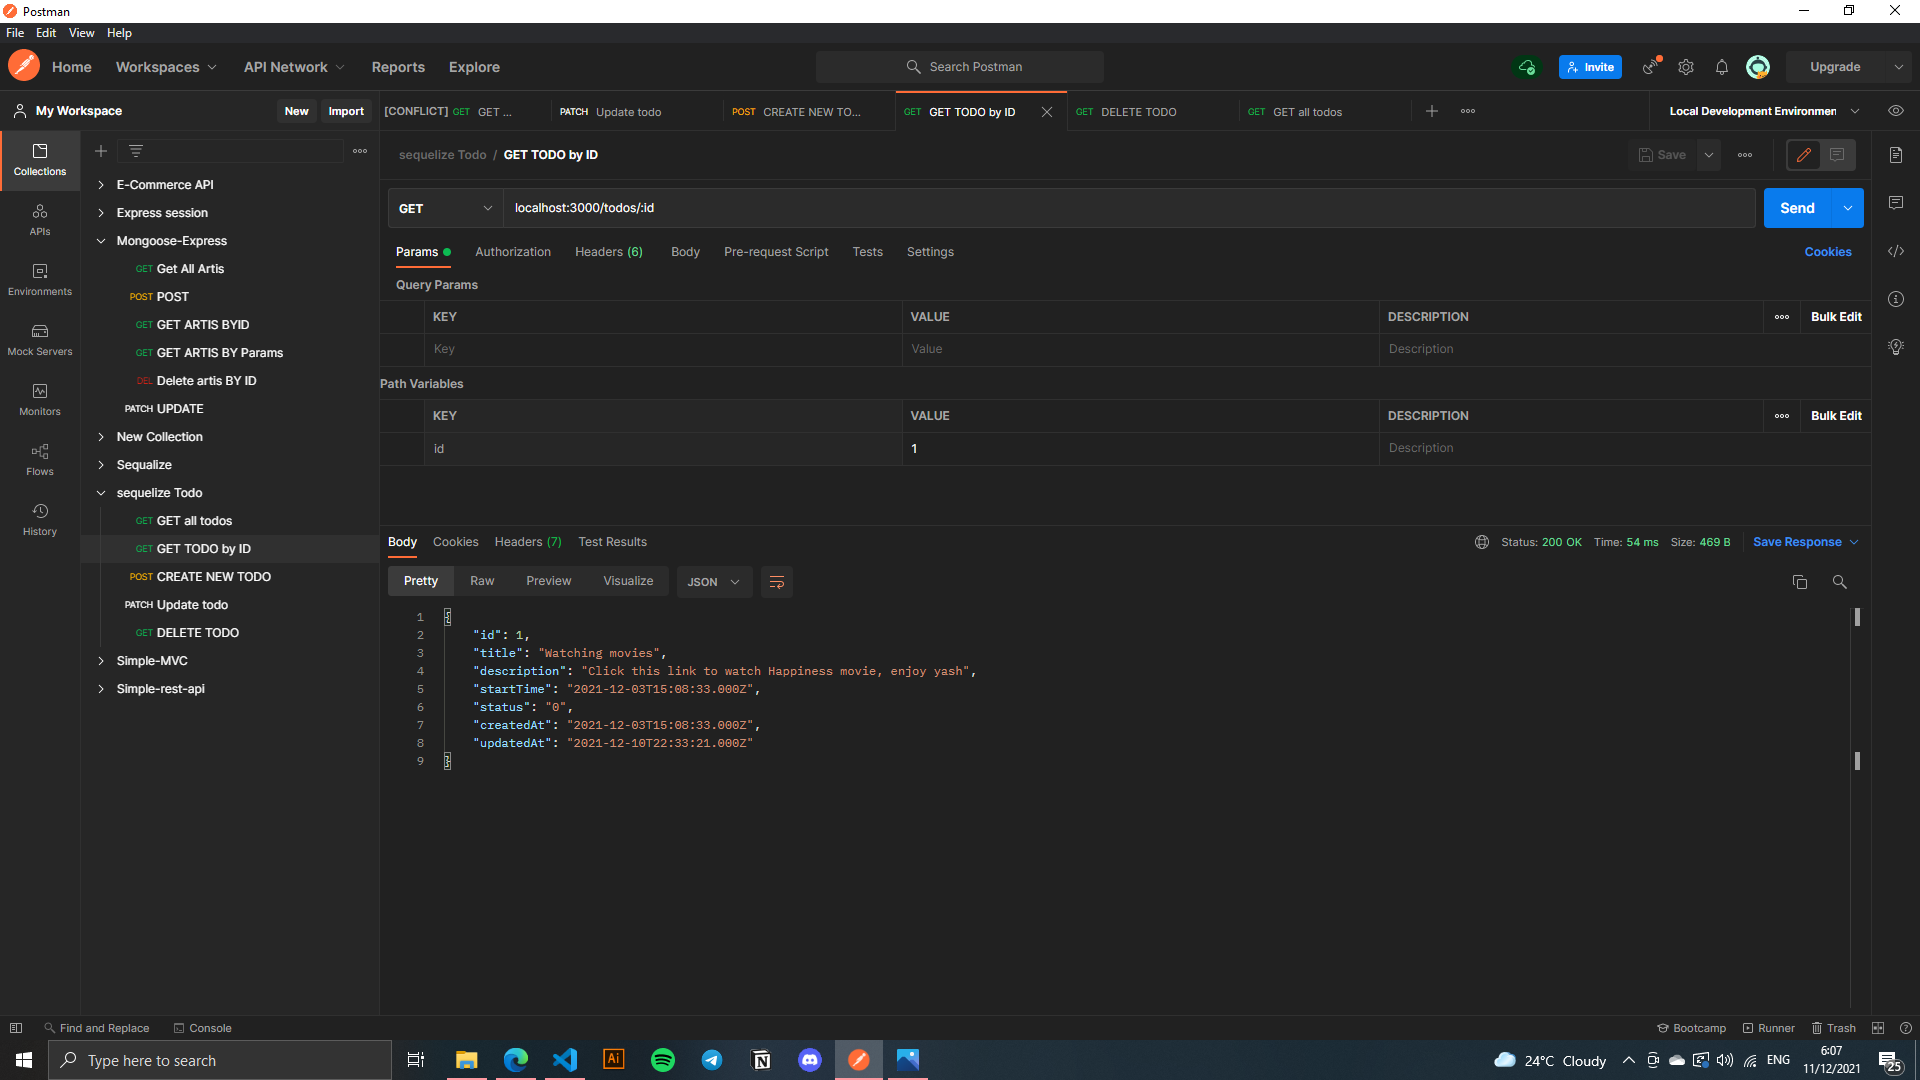 Postman
File Edit View Help
Home Workspaces API Network Reports Explore
Search Postman
Invite
Upgrade
My Workspace
New Import
[CONFLICT] GET GET ...
PATCH Update todo
POST CREATE NEW TO...
GET GET TODO by ID
GET DELETE TODO
GET GET all todos
Local Development Environmen
Collections
APIs
Environments
Mock Servers
Monitors
Flows
History
E-Commerce API
Express session
Mongoose-Express
GET Get All Artis
POST POST
GET GET ARTIS BYID
GET GET ARTIS BY Params
DEL Delete artis BY ID
PATCH UPDATE
New Collection
Sequalize
sequelize Todo
GET GET all todos
GET GET TODO by ID
POST CREATE NEW TODO
PATCH Update todo
GET DELETE TODO
Simple-MVC
Simple-rest-api
sequelize Todo / GET TODO by ID
Save
GET localhost:3000/todos/:id
Send
Params Authorization Headers (6) Body Pre-request Script Tests Settings
Cookies
Query Params
KEY VALUE DESCRIPTION Bulk Edit
Key Value Description
Path Variables
KEY VALUE DESCRIPTION Bulk Edit
id 1 Description
Body Cookies Headers (7) Test Results
Status: 200 OK Time: 54 ms Size: 469 B Save Response
Pretty Raw Preview Visualize JSON
1 {
2 "id": 1,
3 "title": "Watching movies",
4 "description": "Click this link to watch Happiness movie, enjoy yash",
5 "startTime": "2021-12-03T15:08:33.000Z",
6 "status": "0",
7 "createdAt": "2021-12-03T15:08:33.000Z",
8 "updatedAt": "2021-12-10T22:33:21.000Z"
9 }
Find and Replace Console
Bootcamp Runner Trash
Type here to search
Ai
24°C Cloudy
ENG
6:07
11/12/2021
25